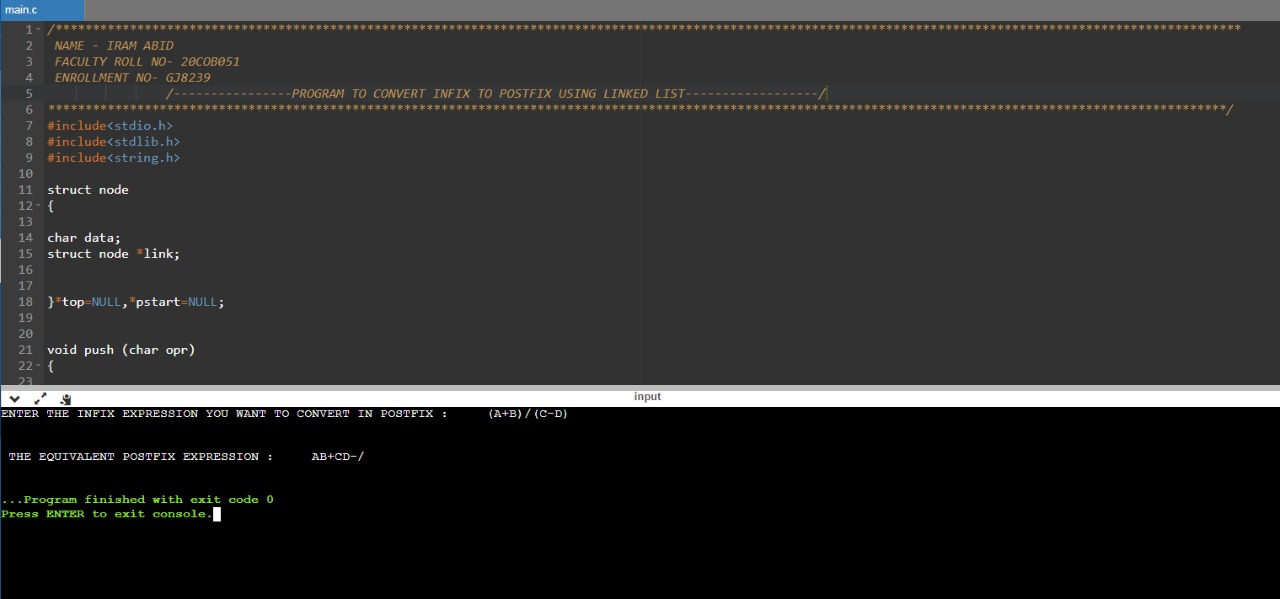 main.c
1 /****************************************************************************************************************************************************************
2 NAME - IRAM ABID
3 FACULTY ROLL NO- 20COB051
4 ENROLLMENT NO- GJ8239
5 /----------------PROGRAM TO CONVERT INFIX TO POSTFIX USING LINKED LIST------------------/
6 ****************************************************************************************************************************************************************/
7 #include<stdio.h>
8 #include<stdlib.h>
9 #include<string.h>
10
11 struct node
12 {
13
14 char data;
15 struct node *link;
16
17
18 }*top=NULL,*pstart=NULL;
19
20
21 void push (char opr)
22 {
23
input
ENTER THE INFIX EXPRESSION YOU WANT TO CONVERT IN POSTFIX : (A+B)/(C-D)
THE EQUIVALENT POSTFIX EXPRESSION : AB+CD-/
...Program finished with exit code 0
Press ENTER to exit console.